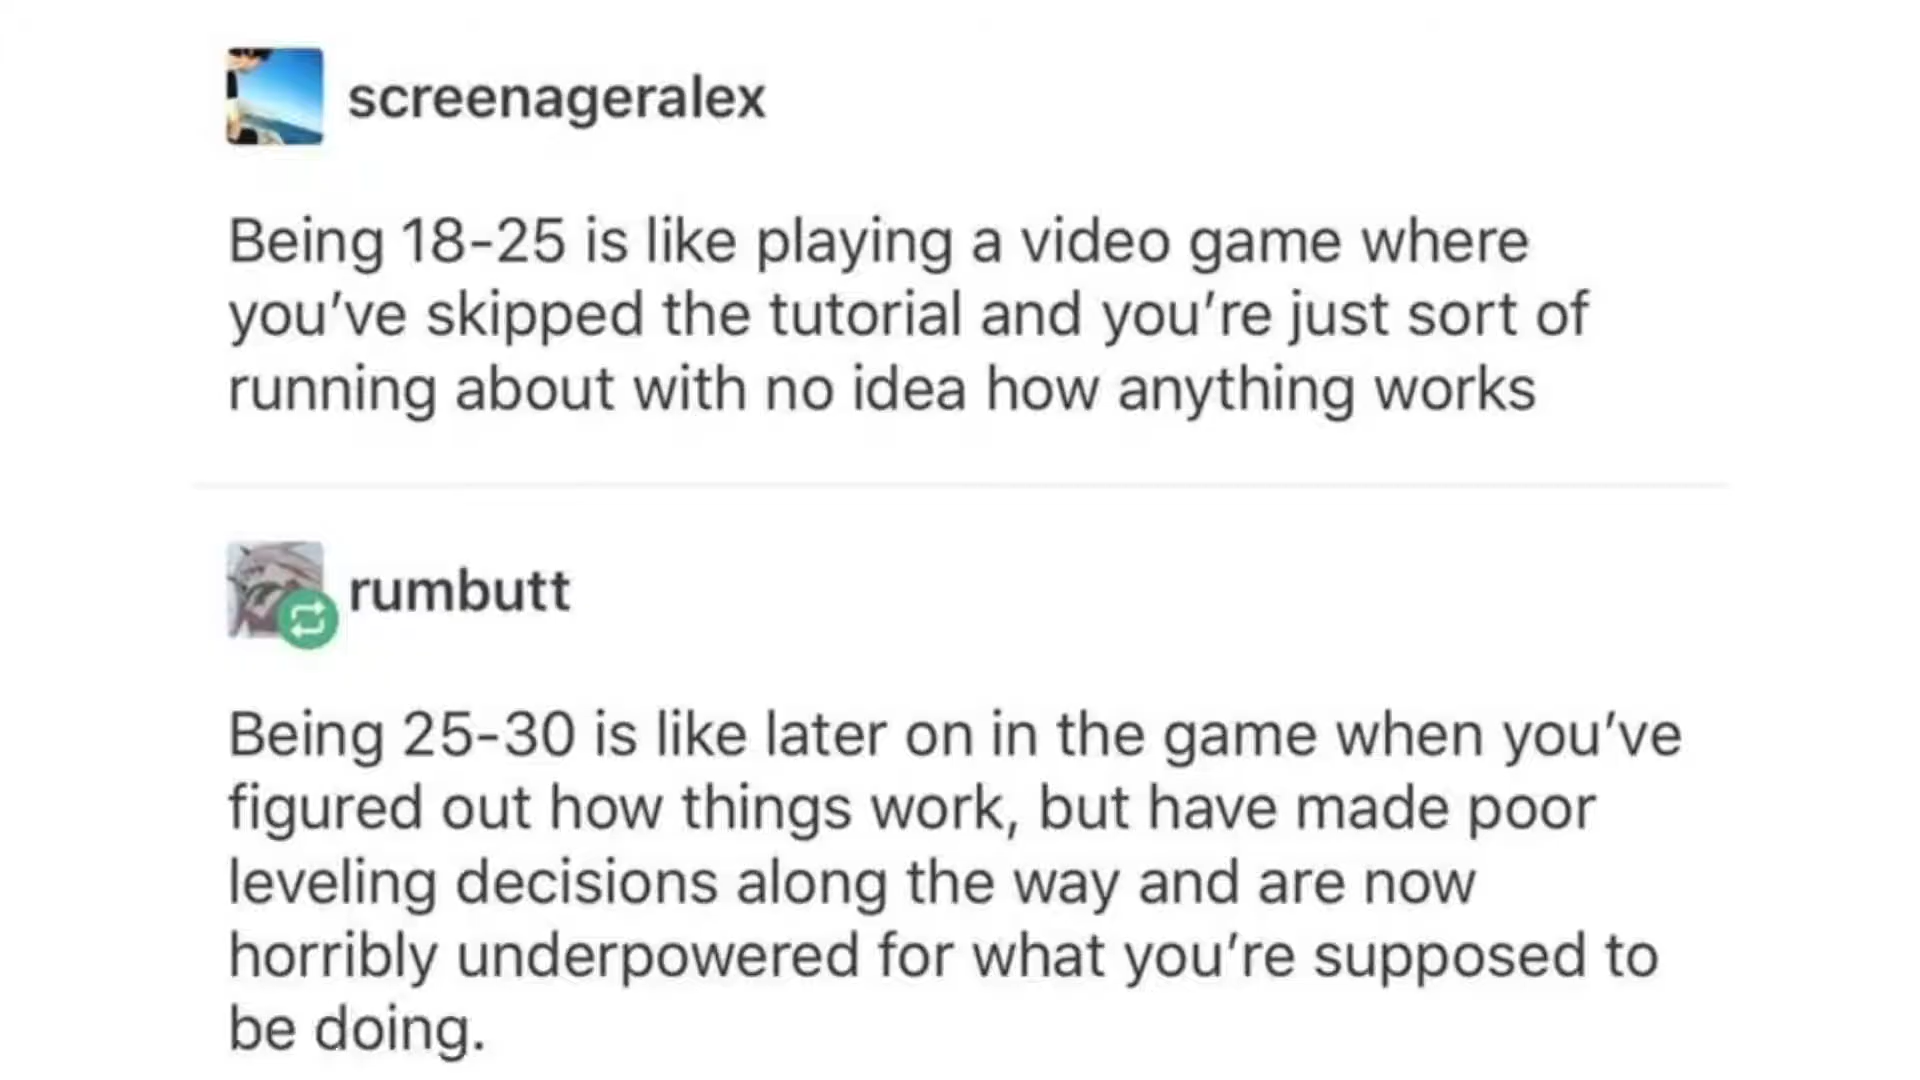 screenageralex
Being 18-25 is like playing a video game where
you’ve skipped the tutorial and you’re just sort of
running about with no idea how anything works
rumbutt
Being 25-30 is like later on in the game when you’ve
figured out how things work, but have made poor
leveling decisions along the way and are now
horribly underpowered for what you’re supposed to
be doing.